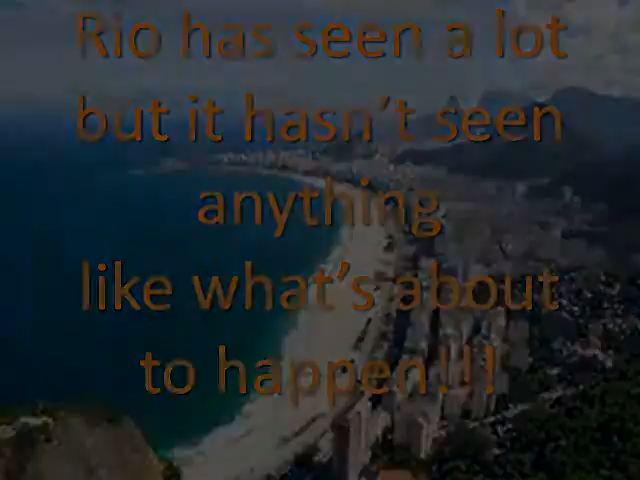 Rio has seen a lot
but it hasn’t seen
anything
like what’s about
to happen!!!